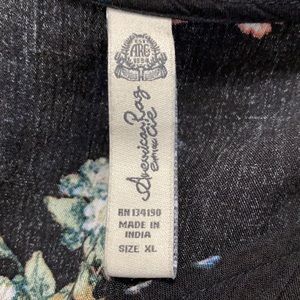 ARC
American Rag
CIE
RN 134190
MADE IN
INDIA
SIZE XL